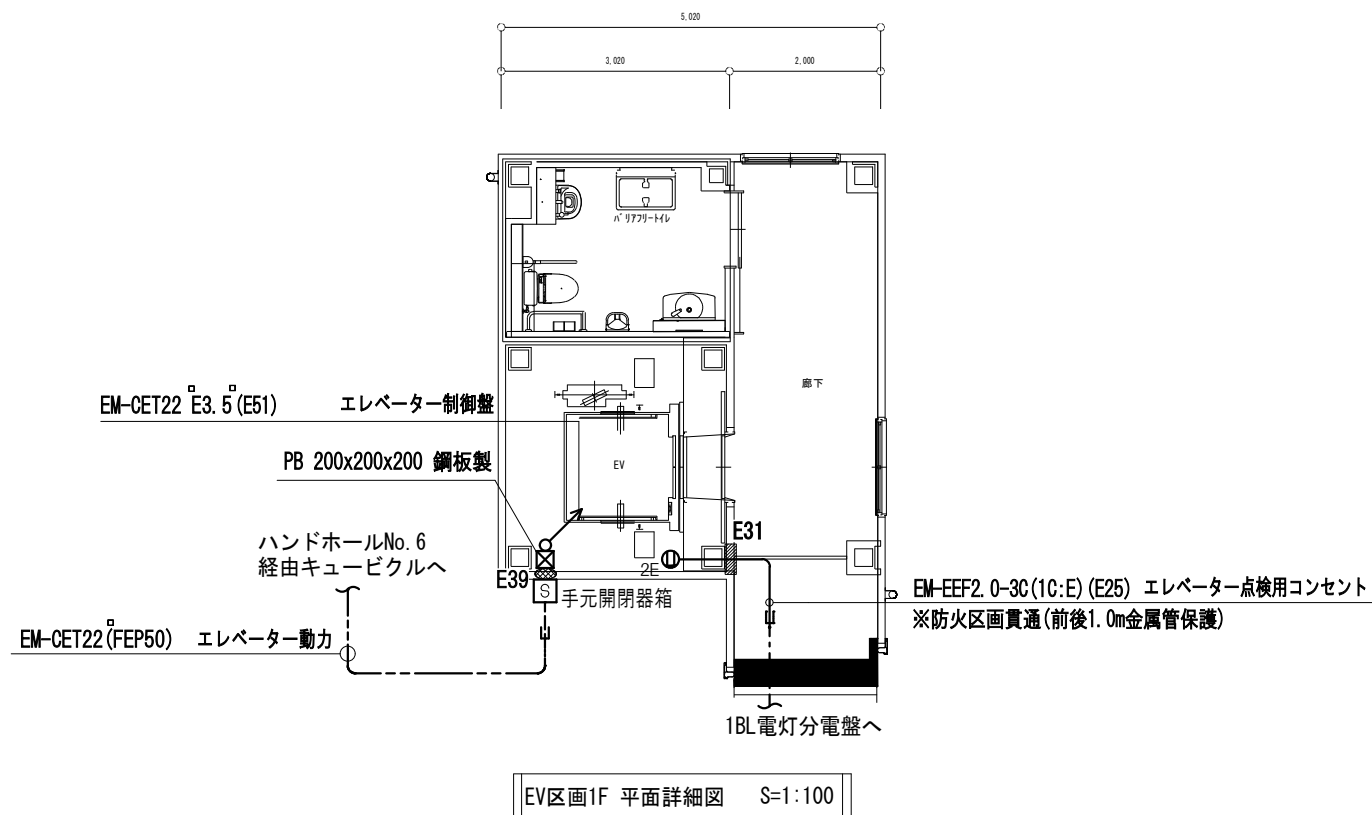 5,020
3,020
2,000
バリアフリートイレ
廊下
EM-CET22□ E3.5□(E51) エレベーター制御盤
EV
PB 200x200x200 鋼板製
E31
ハンドホールNo.6
経由キュービクルへ
2E
E39
S
手元開閉器箱
EM-EEF2.0-3C(1C:E)(E25) エレベーター点検用コンセント
※防火区画貫通(前後1.0m金属管保護)
EM-CET22□(FEP50) エレベーター動力
1BL電灯分電盤へ
EV区画1F 平面詳細図 S=1:100